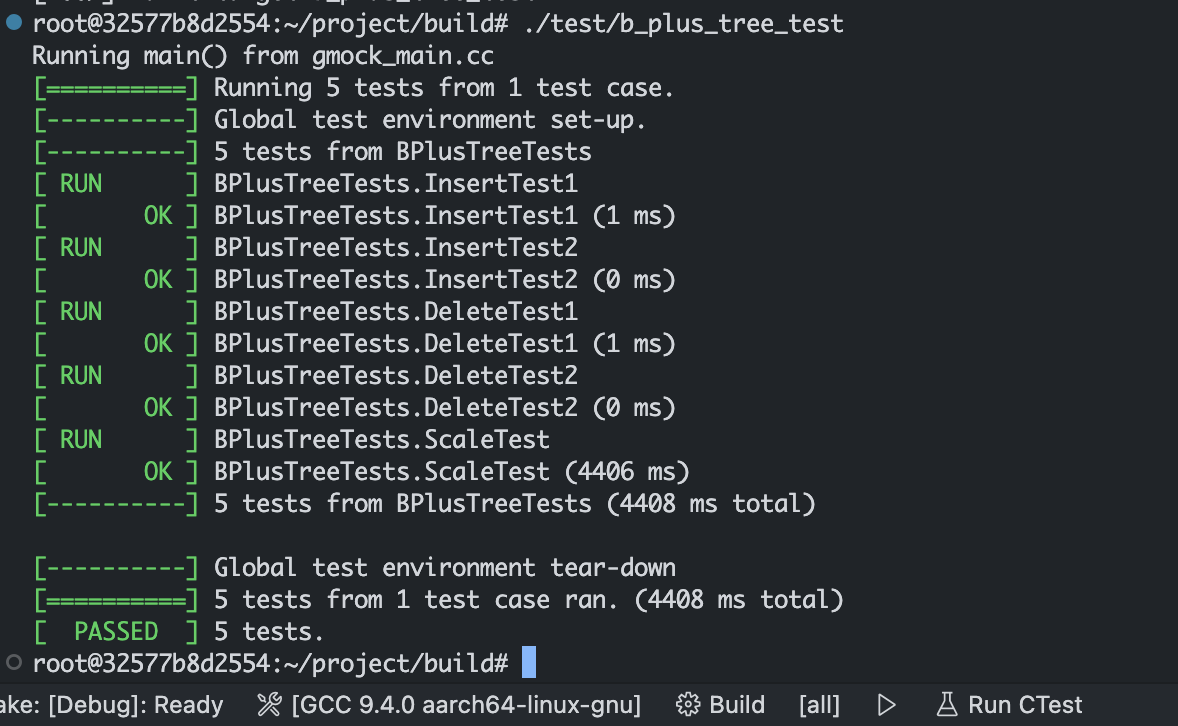 root@32577b8d2554:~/project/build# ./test/b_plus_tree_test
Running main() from gmock_main.cc
[==========] Running 5 tests from 1 test case.
[----------] Global test environment set-up.
[----------] 5 tests from BPlusTreeTests
[ RUN      ] BPlusTreeTests.InsertTest1
[       OK ] BPlusTreeTests.InsertTest1 (1 ms)
[ RUN      ] BPlusTreeTests.InsertTest2
[       OK ] BPlusTreeTests.InsertTest2 (0 ms)
[ RUN      ] BPlusTreeTests.DeleteTest1
[       OK ] BPlusTreeTests.DeleteTest1 (1 ms)
[ RUN      ] BPlusTreeTests.DeleteTest2
[       OK ] BPlusTreeTests.DeleteTest2 (0 ms)
[ RUN      ] BPlusTreeTests.ScaleTest
[       OK ] BPlusTreeTests.ScaleTest (4406 ms)
[----------] 5 tests from BPlusTreeTests (4408 ms total)

[----------] Global test environment tear-down
[==========] 5 tests from 1 test case ran. (4408 ms total)
[  PASSED  ] 5 tests.
root@32577b8d2554:~/project/build#
ake: [Debug]: Ready [GCC 9.4.0 aarch64-linux-gnu] Build [all] Run CTest